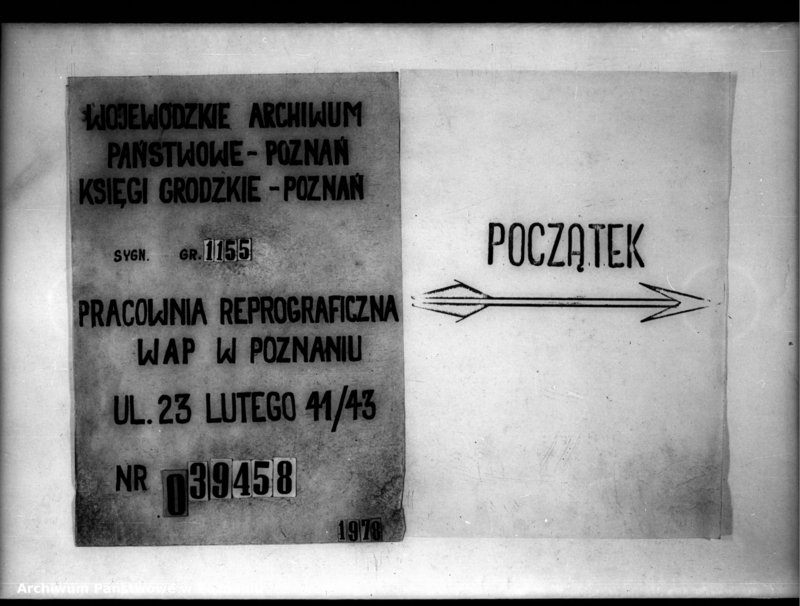 WOJEWÓDZKIE ARCHIWUM
PAŃSTWOWE - POZNAŃ
KSIĘGI GRODZKIE - POZNAŃ
SYGN. GR. 1155
PRACOWNIA REPROGRAFICZNA
WAP W POZNANIU
UL. 23 LUTEGO 41/43
NR 039458
1978
POCZĄTEK
Archiwum Państwowe